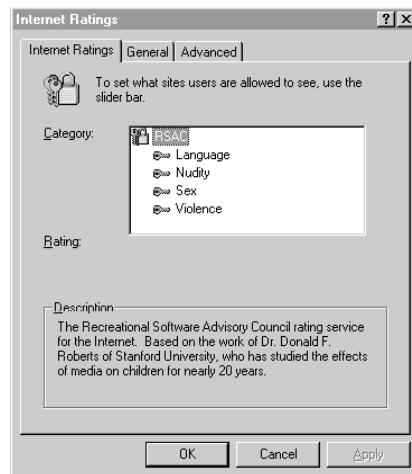 Internet Ratings
Internet Ratings General Advanced
To set what sites users are allowed to see, use the
slider bar.
Category:
RSAC
Language
Nudity
Sex
Violence
Rating:
Description
The Recreational Software Advisory Council rating service
for the Internet. Based on the work of Dr. Donald F.
Roberts of Stanford University, who has studied the effects
of media on children for nearly 20 years.
OK Cancel Apply